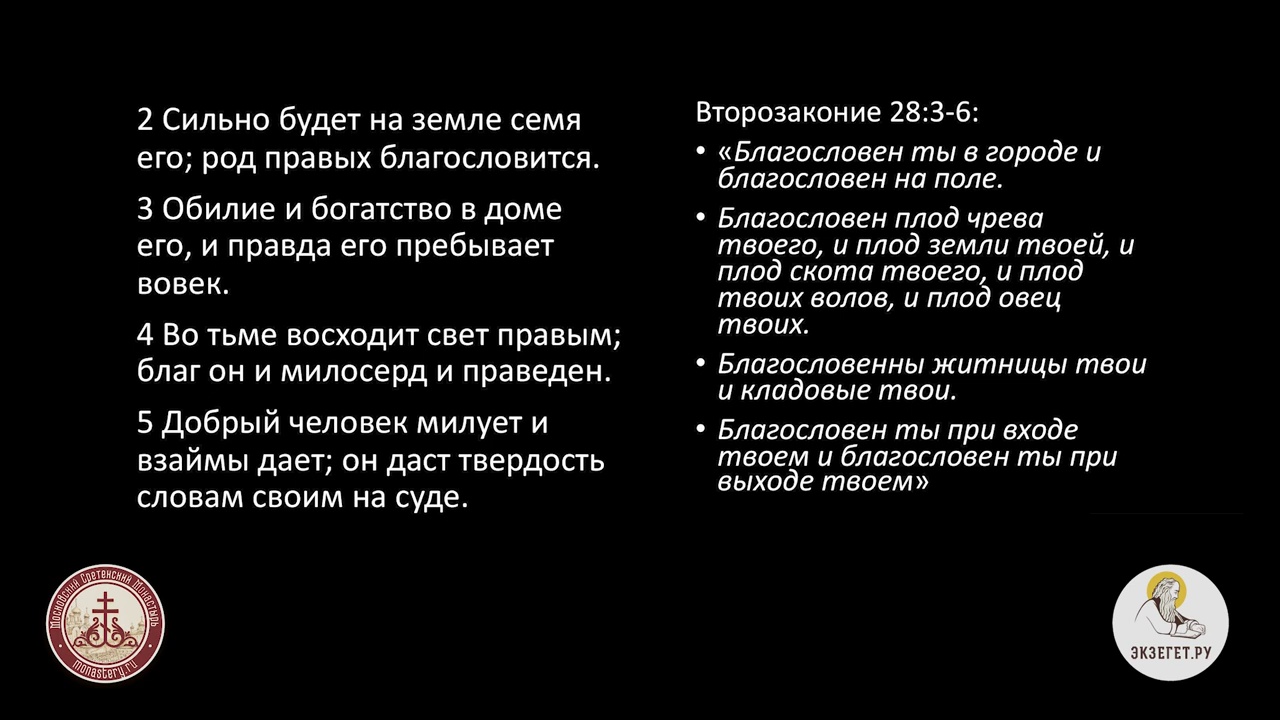 2 Сильно будет на земле семя
его; род правых благословится.
3 Обилие и богатство в доме
его, и правда его пребывает
вовек.
4 Во тьме восходит свет правым;
благ он и милосерд и праведен.
5 Добрый человек милует и
взаймы дает; он даст твердость
словам своим на суде.
Второзаконие 28:3-6:
• «Благословен ты в городе и
благословен на поле.
• Благословен плод чрева
твоего, и плод земли твоей, и
плод скота твоего, и плод
твоих волов, и плод овец
твоих.
• Благословенны житницы твои
и кладовые твои.
• Благословен ты при входе
твоем и благословен ты при
выходе твоем»
Московский Сретенский Монастырь
monastery.ru
ЭКЗЕГЕТ.РУ